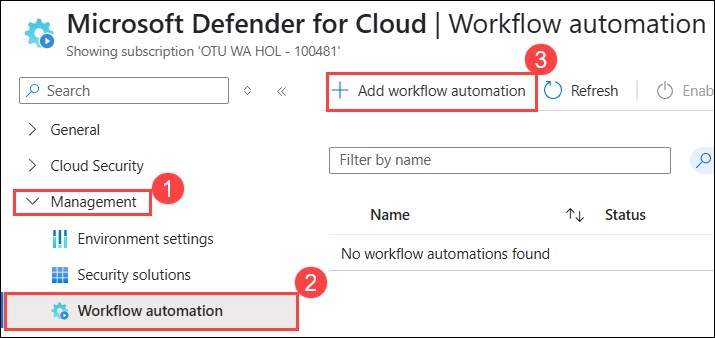 Microsoft Defender for Cloud | Workflow automation
Showing subscription 'OTU WA HOL - 100481'
3
Search
Add workflow automation
Refresh
Enab
General
Filter by name
Cloud Security
1
Management
Name
Status
Environment settings
No workflow automations found
Security solutions
2
Workflow automation